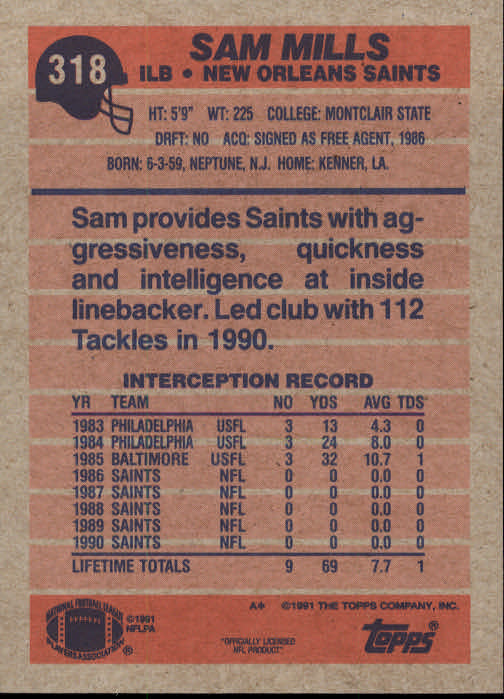 318
SAM MILLS
ILB • NEW ORLEANS SAINTS
HT: 5'9" WT: 225 COLLEGE: MONTCLAIR STATE
DRFT: NO ACQ: SIGNED AS FREE AGENT, 1986
BORN: 6-3-59, NEPTUNE, N.J. HOME: KENNER, LA.
Sam provides Saints with ag-
gressiveness, quickness
and intelligence at inside
linebacker. Led club with 112
Tackles in 1990.
INTERCEPTION RECORD
YR TEAM NO YDS AVG TDS
1983 PHILADELPHIA USFL 3 13 4.3 0
1984 PHILADELPHIA USFL 3 24 8.0 0
1985 BALTIMORE USFL 3 32 10.7 1
1986 SAINTS NFL 0 0 0.0 0
1987 SAINTS NFL 0 0 0.0 0
1988 SAINTS NFL 0 0 0.0 0
1989 SAINTS NFL 0 0 0.0 0
1990 SAINTS NFL 0 0 0.0 0
LIFETIME TOTALS 9 69 7.7 1
NATIONAL FOOTBALL LEAGUE
PLAYERS ASSOCIATION ®
©1991
NFLPA
A* ©1991 THE TOPPS COMPANY, INC.
"OFFICIALLY LICENSED
NFL PRODUCT"
Topps®